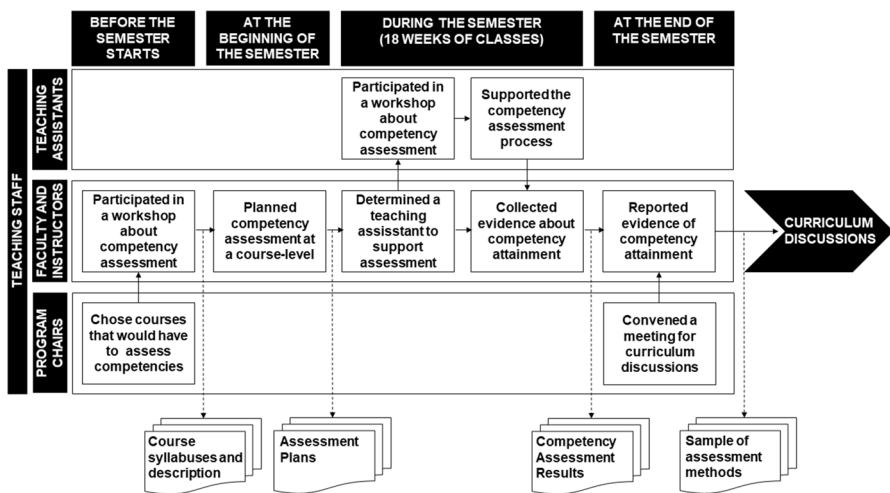 BEFORE THE
SEMESTER
STARTS
AT THE
BEGINNING OF
THE SEMESTER
DURING THE SEMESTER
(18 WEEKS OF CLASSES)
AT THE END OF
THE SEMESTER
TEACHING STAFF
TEACHING
ASSISTANTS
Participated in
a workshop
about
competency
assessment
Supported the
competency
assessment
process
FACULTY AND
INSTRUCTORS
Participated in
a workshop
about
competency
assessment
Planned
competency
assessment at
a course-level
Determined a
teaching
assistant to
support
assessment
Collected
evidence about
competency
attainment
Reported
evidence of
competency
attainment
CURRICULUM
DISCUSSIONS
PROGRAM
CHAIRS
Chose courses
that would have
to assess
competencies
Convened a
meeting for
curriculum
discussions
Course
syllabuses and
description
Assessment
Plans
Competency
Assessment
Results
Sample of
assessment
methods